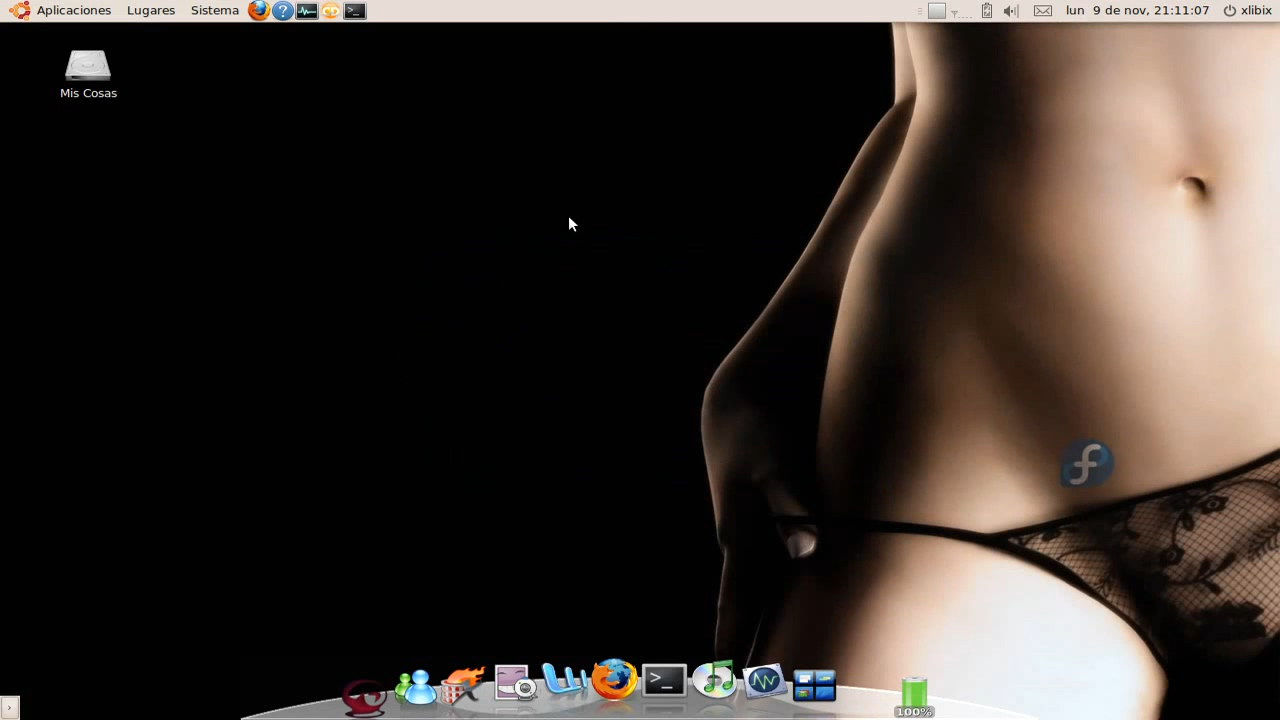 Aplicaciones Lugares Sistema lun 9 de nov, 21:11:07 xlibix
Mis Cosas
100%